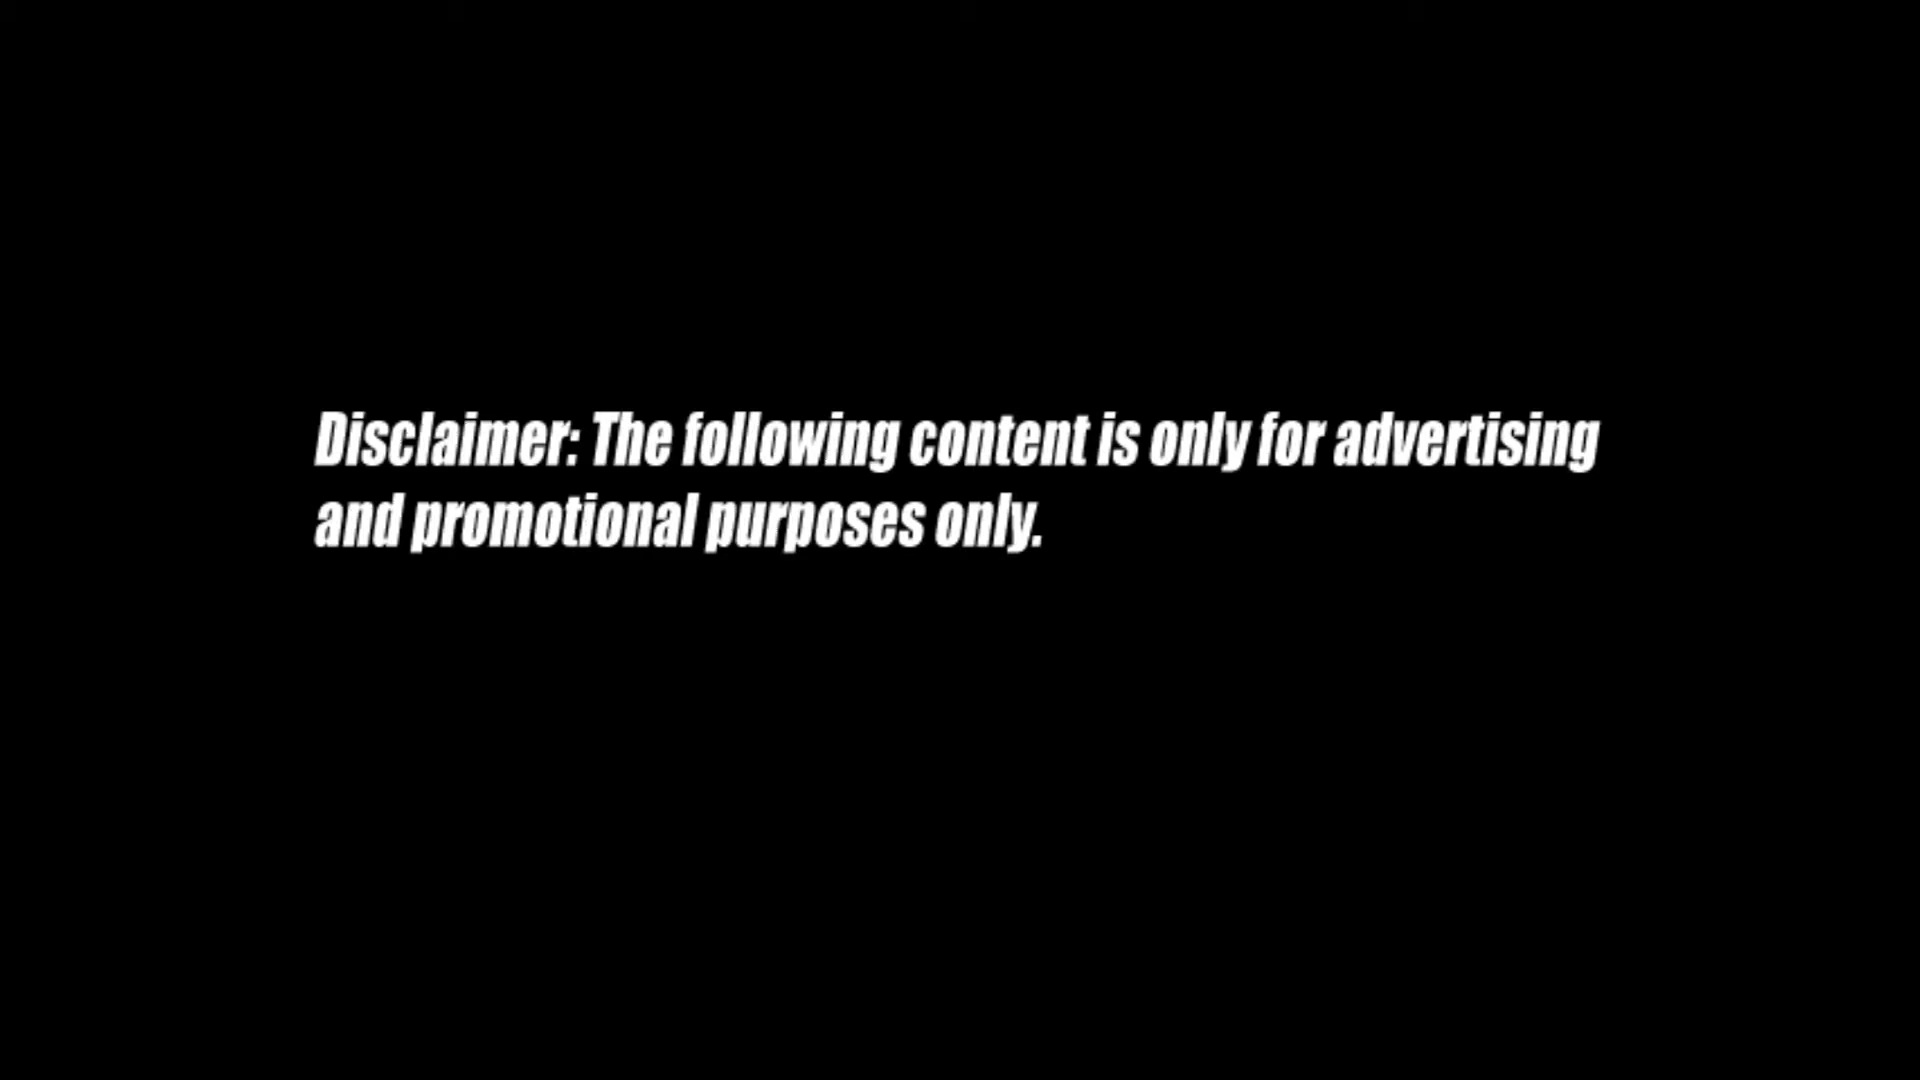 Disclaimer: The following content is only for advertising
and promotional purposes only.